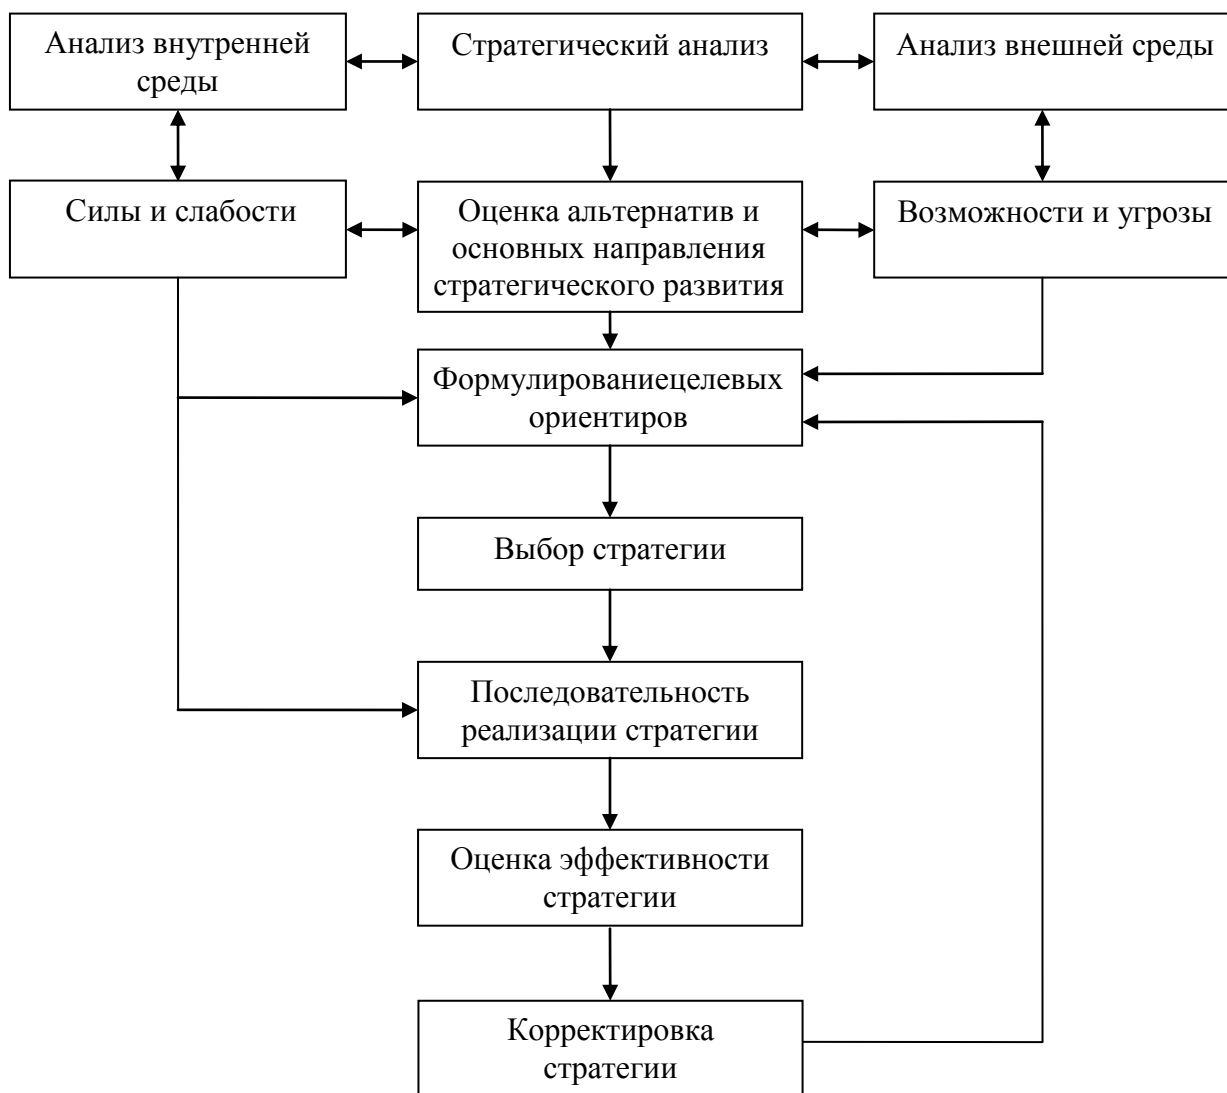 Анализ внутренней
среды
Стратегический анализ
Анализ внешней среды
Силы и слабости
Оценка альтернатив и
основных направления
стратегического развития
Возможности и угрозы
Формулированиецелевых
ориентиров
Выбор стратегии
Последовательность
реализации стратегии
Оценка эффективности
стратегии
Корректировка
стратегии